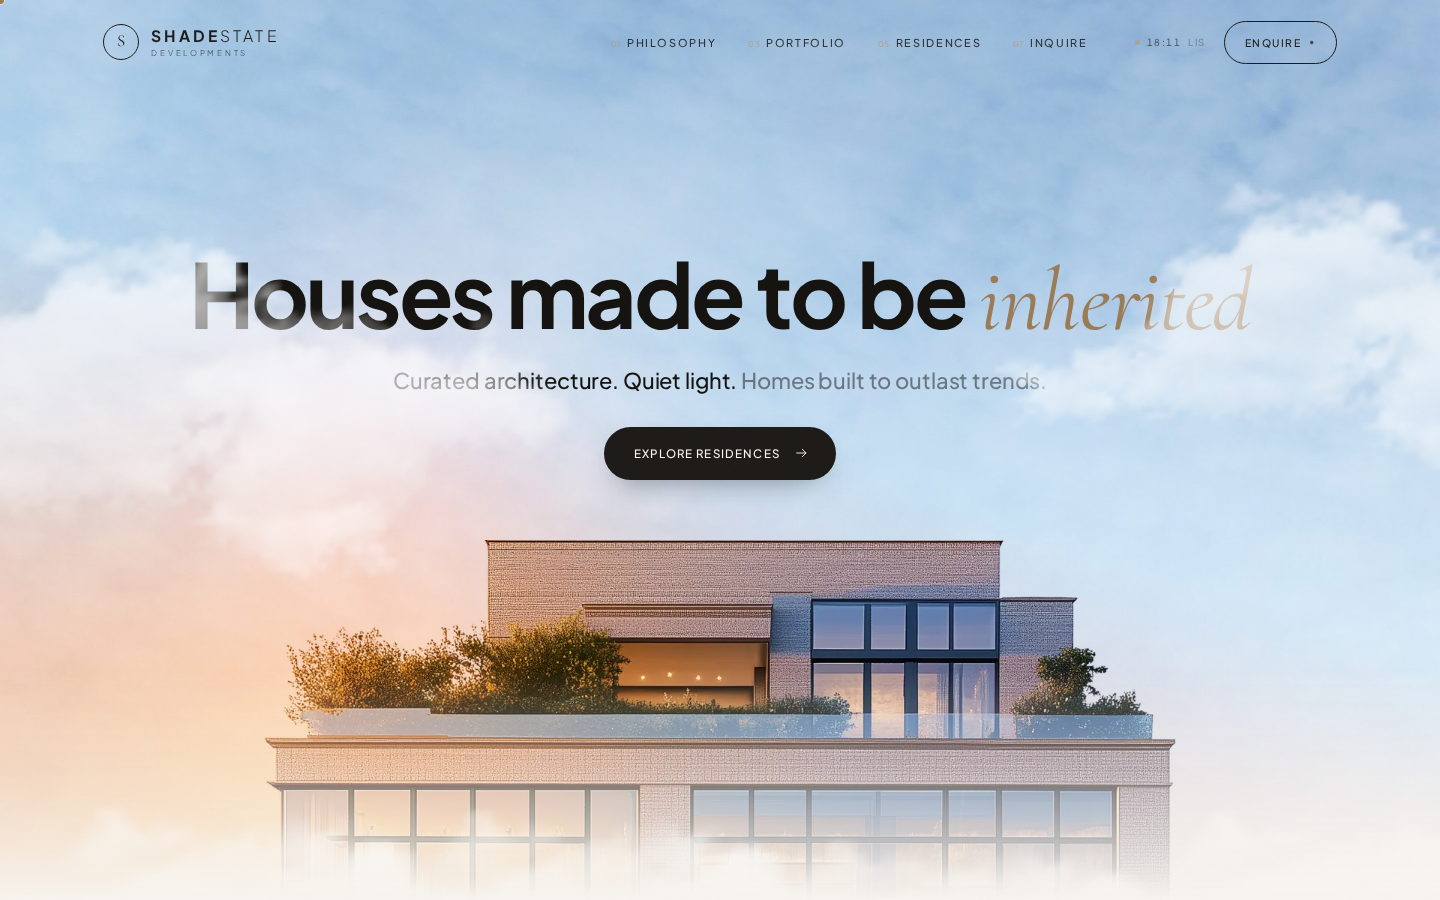 S
SHADESTATE
DEVELOPMENTS
PHILOSOPHY
PORTFOLIO
RESIDENCES
INQUIRE
18:11 LIS
ENQUIRE
Houses made to be inherited
Curated architecture. Quiet light. Homes built to outlast trends.
EXPLORE RESIDENCES →